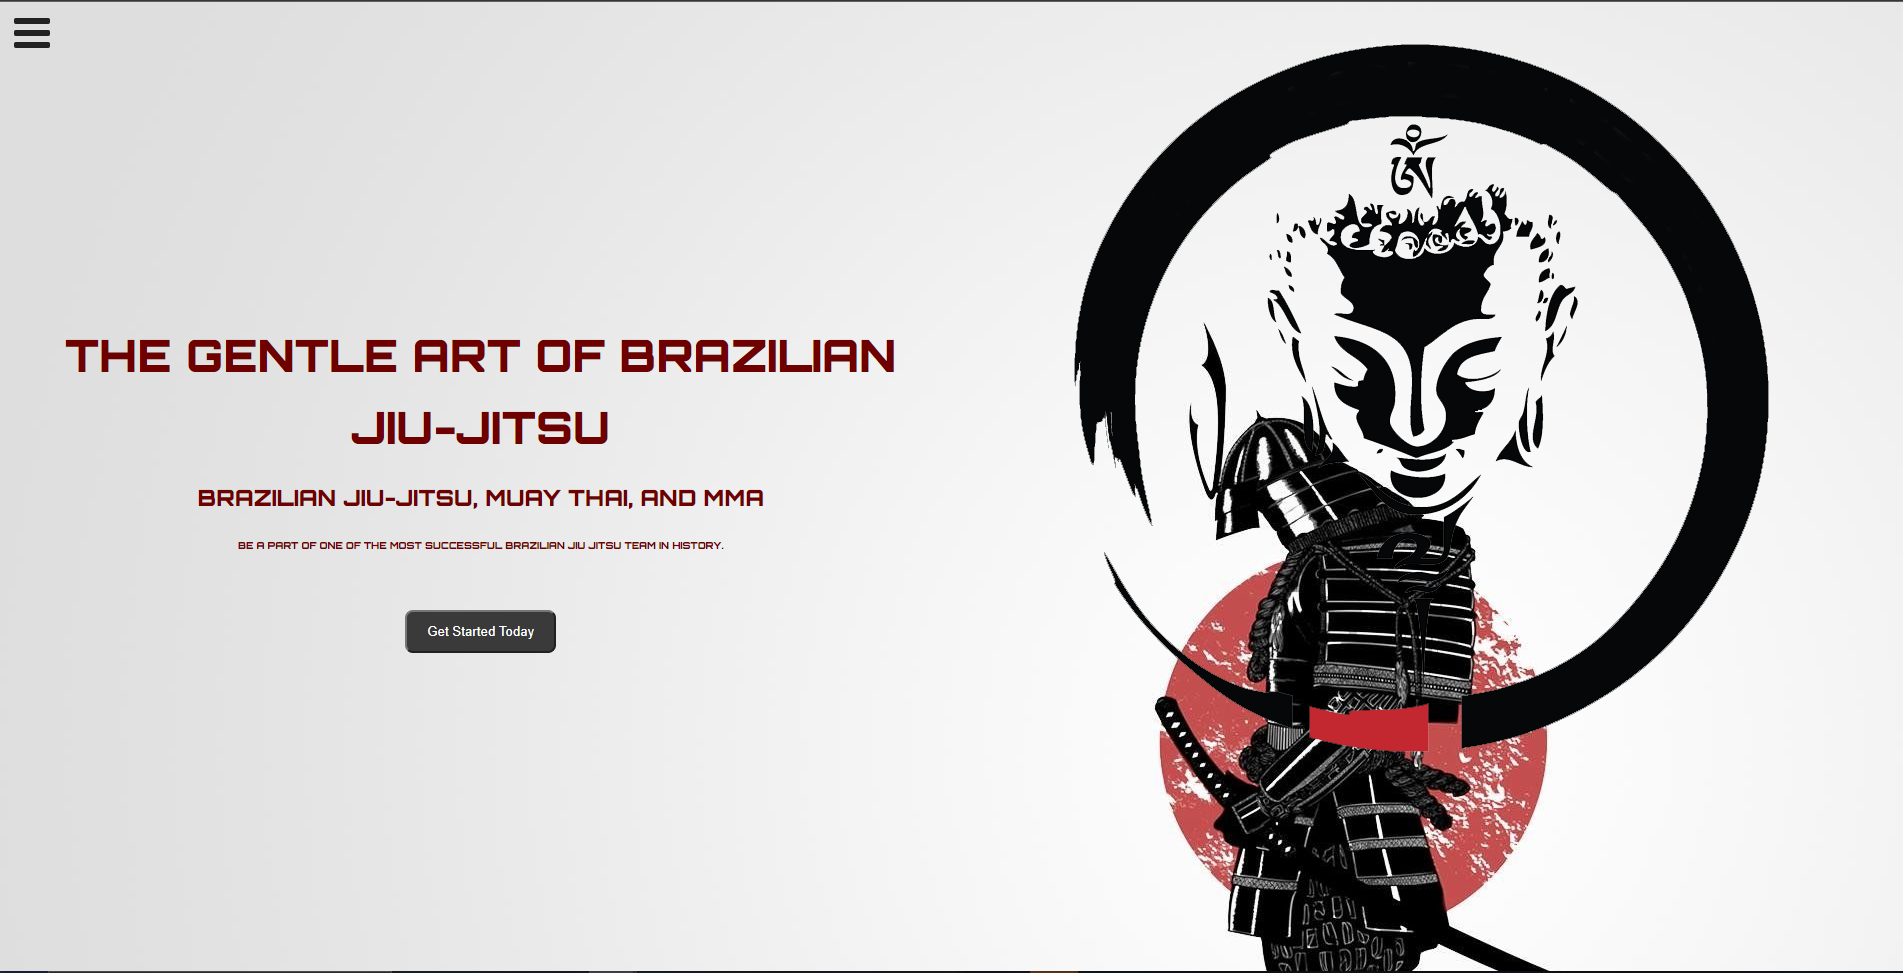 ༀ
THE GENTLE ART OF BRAZILIAN
JIU-JITSU
BRAZILIAN JIU-JITSU, MUAY THAI, AND MMA
BE A PART OF ONE OF THE MOST SUCCESSFUL BRAZILIAN JIU JITSU TEAM IN HISTORY.
Get Started Today